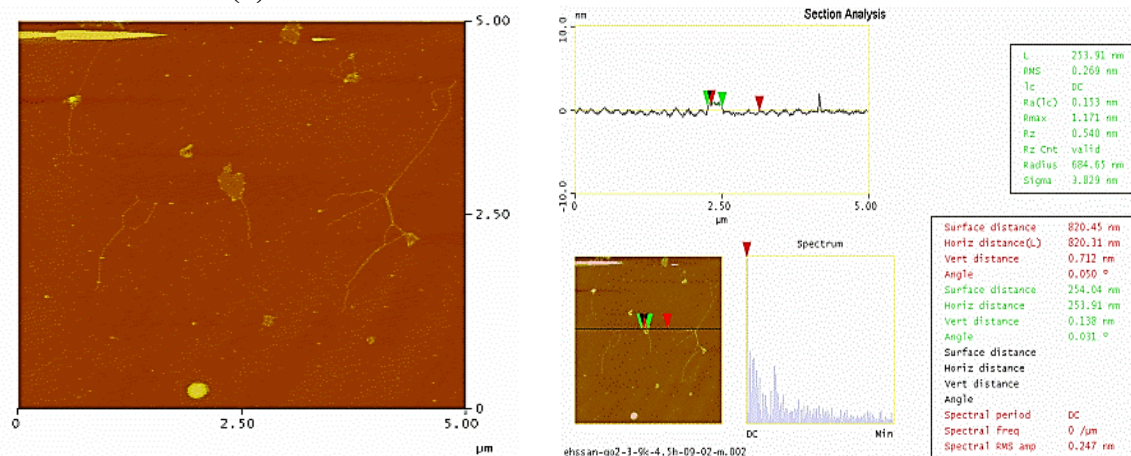 5.00
2.50
0
0
2.50
5.00
µm
nm
Section Analysis
10.0
0
-10.0
0
2.50
5.00
µm
L 253.91 nm
RMS 0.269 nm
lc DC
Ra(lc) 0.153 nm
Rmax 1.171 nm
Rz 0.540 nm
Rz Cnt valid
Radius 684.65 nm
Sigma 3.829 nm
Spectrum
DC
Min
Surface distance 820.45 nm
Horiz distance(L) 820.31 nm
Vert distance 0.712 nm
Angle 0.050 °
Surface distance 254.04 nm
Horiz distance 253.91 nm
Vert distance 0.138 nm
Angle 0.031 °
Surface distance
Horiz distance
Vert distance
Angle
Spectral period DC
Spectral freq 0 /µm
Spectral RMS amp 0.247 nm